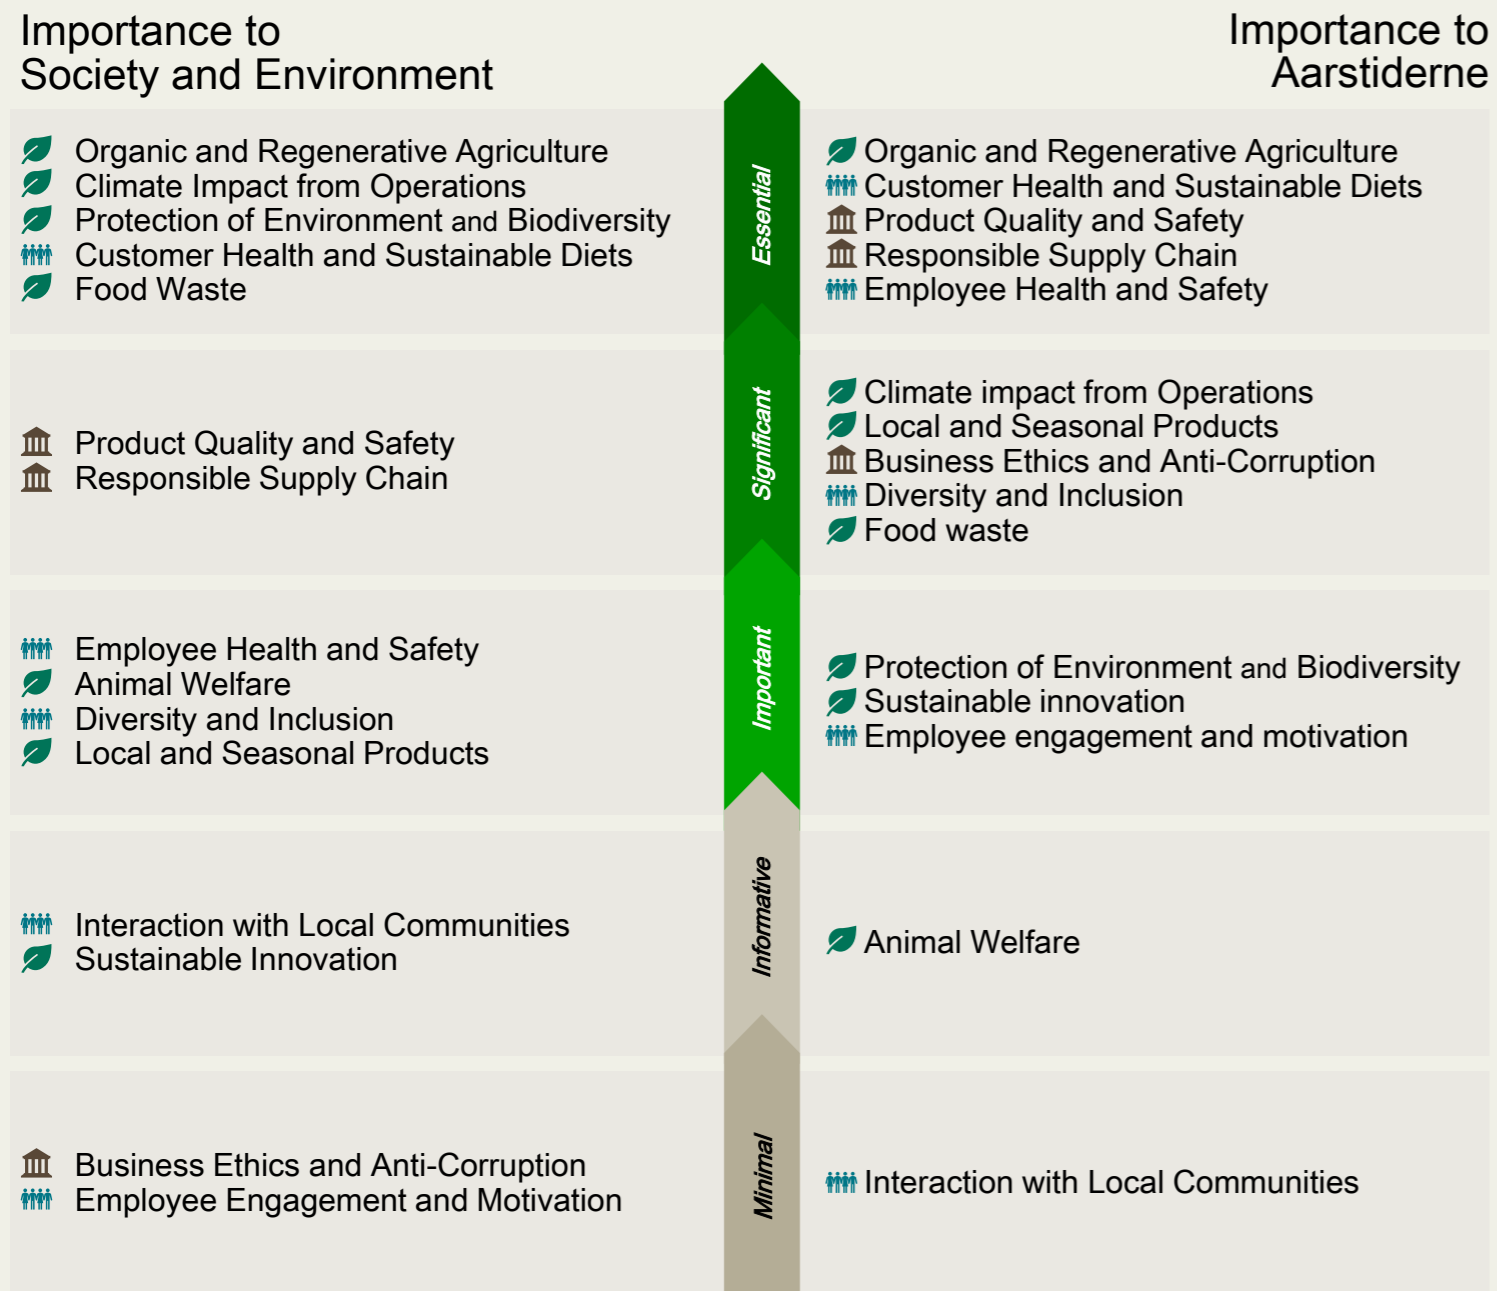 Importance to
Society and Environment
Importance to
Aarstiderne
Essential
Organic and Regenerative Agriculture
Climate Impact from Operations
Protection of Environment and Biodiversity
Customer Health and Sustainable Diets
Food Waste
Organic and Regenerative Agriculture
Customer Health and Sustainable Diets
Product Quality and Safety
Responsible Supply Chain
Employee Health and Safety
Significant
Product Quality and Safety
Responsible Supply Chain
Climate impact from Operations
Local and Seasonal Products
Business Ethics and Anti-Corruption
Diversity and Inclusion
Food waste
Important
Employee Health and Safety
Animal Welfare
Diversity and Inclusion
Local and Seasonal Products
Protection of Environment and Biodiversity
Sustainable innovation
Employee engagement and motivation
Informative
Interaction with Local Communities
Sustainable Innovation
Animal Welfare
Minimal
Business Ethics and Anti-Corruption
Employee Engagement and Motivation
Interaction with Local Communities